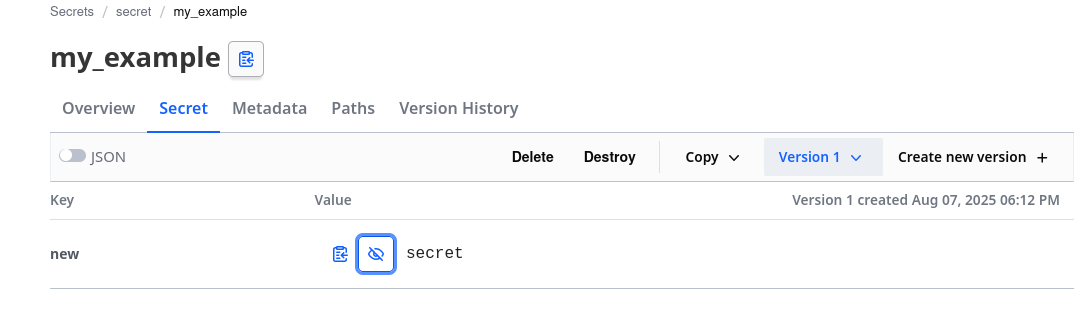 Secrets / secret / my_example
my_example
Overview Secret Metadata Paths Version History
JSON Delete Destroy Copy Version 1 Create new version +
Key Value Version 1 created Aug 07, 2025 06:12 PM
new secret